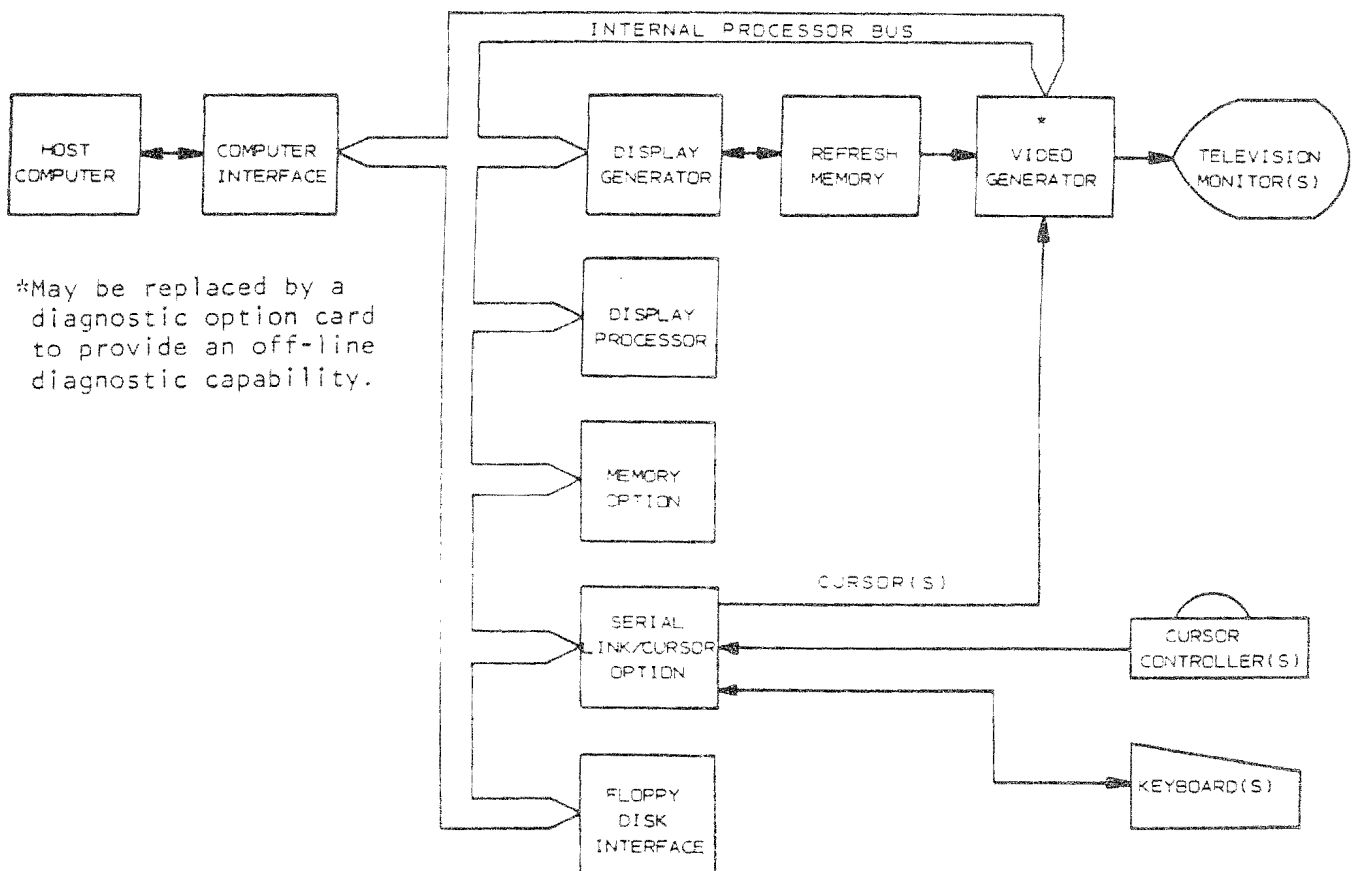 INTERNAL PROCESSOR BUS
HOST
COMPUTER
COMPUTER
INTERFACE
DISPLAY
GENERATOR
REFRESH
MEMORY
*
VIDEO
GENERATOR
TELEVISION
MONITOR(S)
*May be replaced by a
diagnostic option card
to provide an off-line
diagnostic capability.
DISPLAY
PROCESSOR
MEMORY
OPTION
CURSOR(S)
SERIAL
LINK/CURSOR
OPTION
CURSOR
CONTROLLER(S)
KEYBOARD(S)
FLOPPY
DISK
INTERFACE